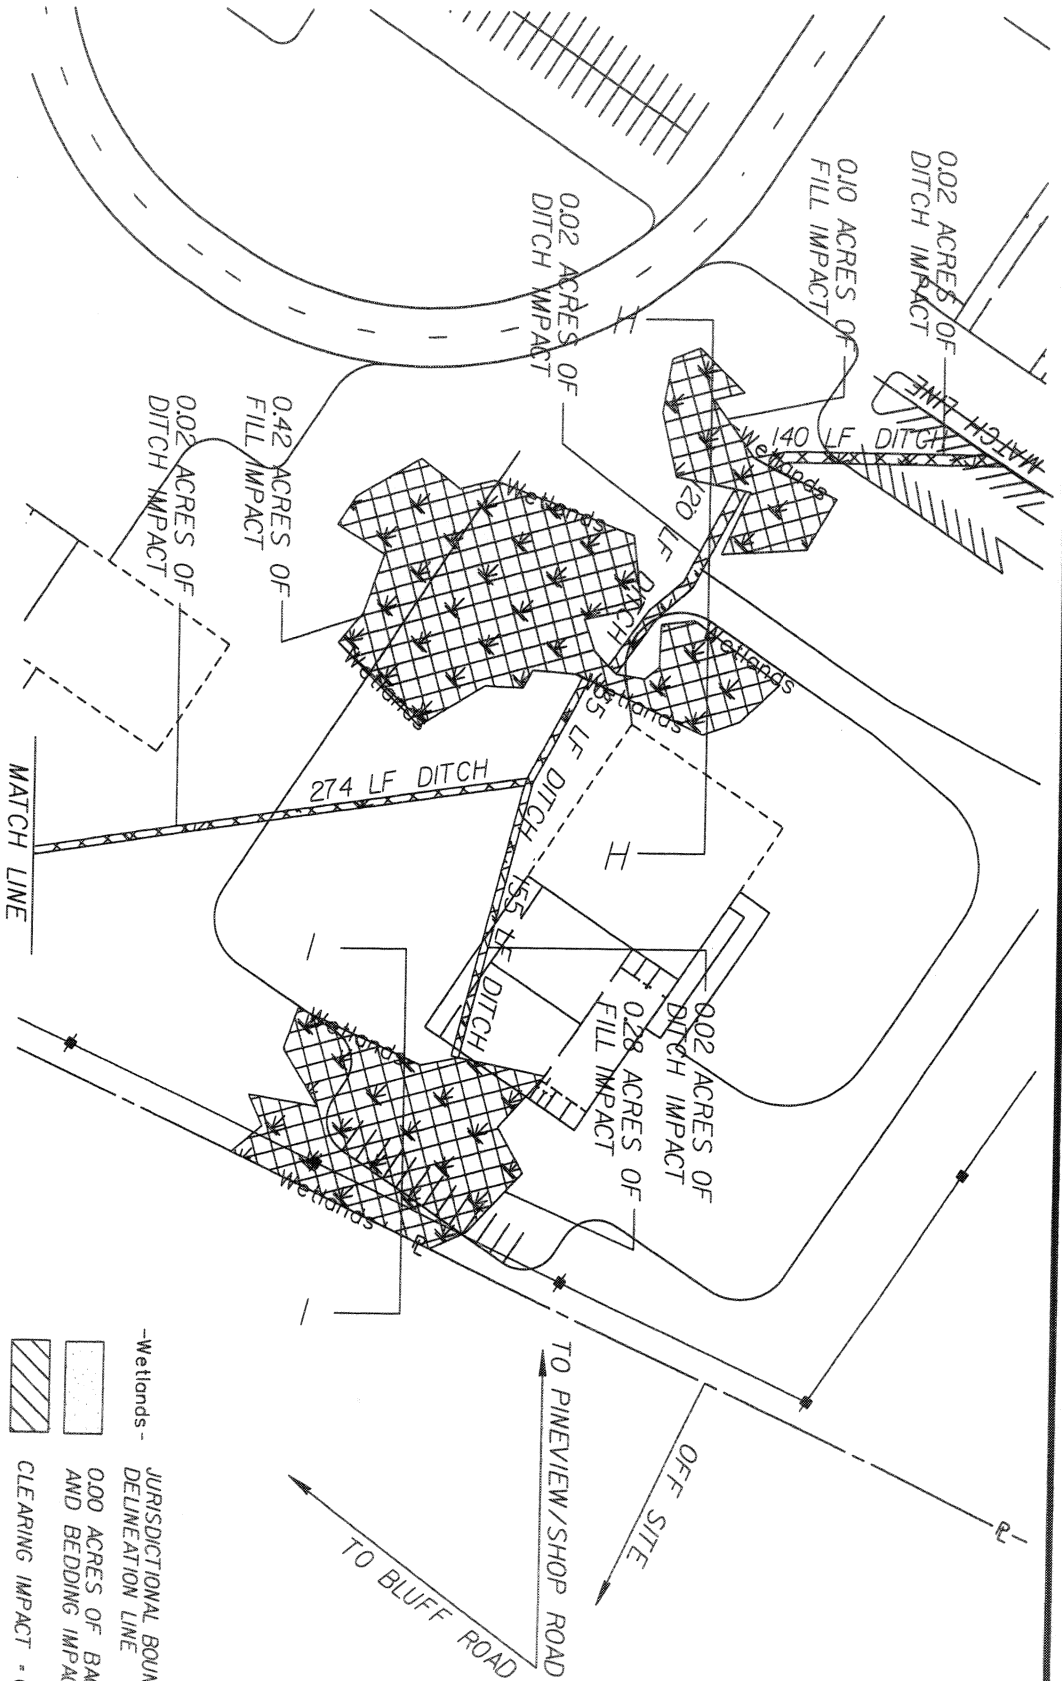 0.02 ACRES OF
DITCH IMPACT
0.10 ACRES OF
FILL IMPACT
MATCH LINE
140 LF DITCH
Wetlands
0.02 ACRES OF
DITCH IMPACT
H
120 LF DITCH
Wetlands
Wetlands
Wetlands
0.42 ACRES OF
FILL IMPACT
0.02 ACRES OF
DITCH IMPACT
Wetlands
LF DITCH
274 LF DITCH
MATCH LINE
H
155 LF DITCH
0.02 ACRES OF
DITCH IMPACT
0.28 ACRES OF
FILL IMPACT
I
Wetlands
Wetlands
PL
I
TO PINEVIEW/SHOP ROAD
OFF SITE
TO BLUFF ROAD
PL
-Wetlands-
JURISDICTIONAL BOUN
DELINEATION LINE
0.00 ACRES OF BA
AND BEDDING IMPAC
CLEARING IMPACT =